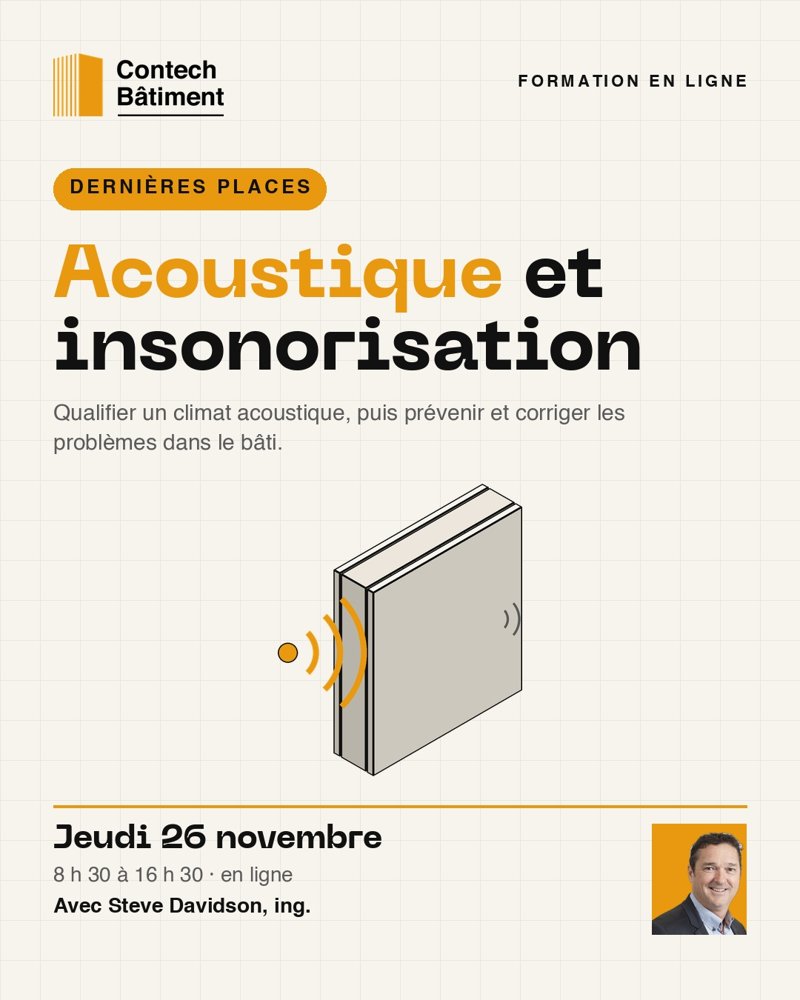 Contech
Bâtiment
FORMATION EN LIGNE
DERNIÈRES PLACES
Acoustique et
insonorisation
Qualifier un climat acoustique, puis prévenir et corriger les
problèmes dans le bâti.
Jeudi 26 novembre
8 h 30 à 16 h 30 · en ligne
Avec Steve Davidson, ing.